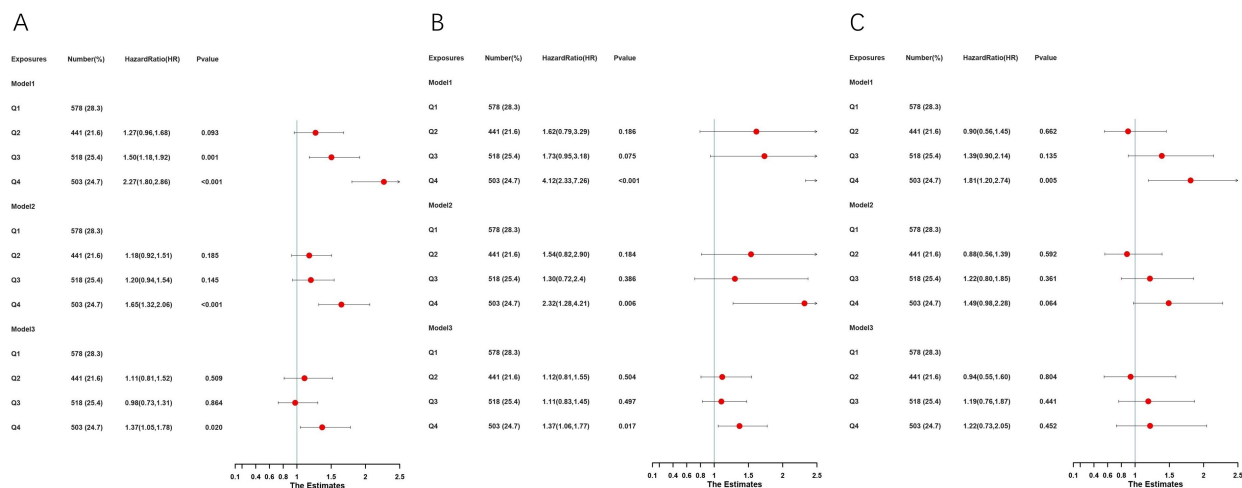 A
Exposures Number(%) HazardRatio(HR) Pvalue
Model1
Q1 578 (28.3)
Q2 441 (21.6) 1.27(0.96,1.68) 0.093
Q3 518 (25.4) 1.50(1.18,1.92) 0.001
Q4 503 (24.7) 2.27(1.80,2.86) <0.001
Model2
Q1 578 (28.3)
Q2 441 (21.6) 1.18(0.92,1.51) 0.185
Q3 518 (25.4) 1.20(0.94,1.54) 0.145
Q4 503 (24.7) 1.65(1.32,2.06) <0.001
Model3
Q1 578 (28.3)
Q2 441 (21.6) 1.11(0.81,1.52) 0.509
Q3 518 (25.4) 0.98(0.73,1.31) 0.864
Q4 503 (24.7) 1.37(1.05,1.78) 0.020
0.1 0.4 0.6 0.8 1 1.5 2 2.5
The Estimates
B
Exposures Number(%) HazardRatio(HR) Pvalue
Model1
Q1 578 (28.3)
Q2 441 (21.6) 1.62(0.79,3.29) 0.186
Q3 518 (25.4) 1.73(0.95,3.18) 0.075
Q4 503 (24.7) 4.12(2.33,7.26) <0.001
Model2
Q1 578 (28.3)
Q2 441 (21.6) 1.54(0.82,2.90) 0.184
Q3 518 (25.4) 1.30(0.72,2.4) 0.386
Q4 503 (24.7) 2.32(1.28,4.21) 0.006
Model3
Q1 578 (28.3)
Q2 441 (21.6) 1.12(0.81,1.55) 0.504
Q3 518 (25.4) 1.11(0.83,1.45) 0.497
Q4 503 (24.7) 1.37(1.06,1.77) 0.017
0.1 0.4 0.6 0.8 1 1.5 2 2.5
The Estimates
C
Exposures Number(%) HazardRatio(HR) Pvalue
Model1
Q1 578 (28.3)
Q2 441 (21.6) 0.90(0.56,1.45) 0.662
Q3 518 (25.4) 1.39(0.90,2.14) 0.135
Q4 503 (24.7) 1.81(1.20,2.74) 0.005
Model2
Q1 578 (28.3)
Q2 441 (21.6) 0.88(0.56,1.39) 0.592
Q3 518 (25.4) 1.22(0.80,1.85) 0.361
Q4 503 (24.7) 1.49(0.98,2.28) 0.064
Model3
Q1 578 (28.3)
Q2 441 (21.6) 0.94(0.55,1.60) 0.804
Q3 518 (25.4) 1.19(0.76,1.87) 0.441
Q4 503 (24.7) 1.22(0.73,2.05) 0.452
0.1 0.4 0.6 0.8 1 1.5 2 2.5
The Estimates